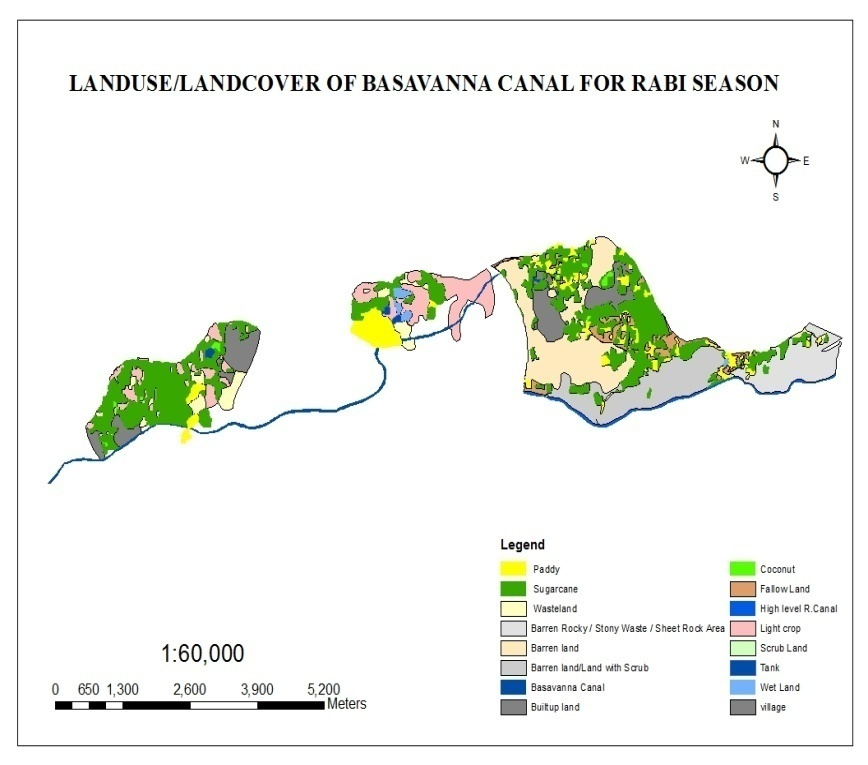 LANDUSE/LANDCOVER OF BASAVANNA CANAL FOR RABI SEASON
N
W E
S
Legend
Paddy
Sugarcane
Wasteland
Barren Rocky / Stony Waste / Sheet Rock Area
Barren land
Barren land/Land with Scrub
Basavanna Canal
Builtup land
Coconut
Fallow Land
High level R.Canal
Light crop
Scrub Land
Tank
Wet Land
village
1:60,000
0 650 1,300 2,600 3,900 5,200
Meters